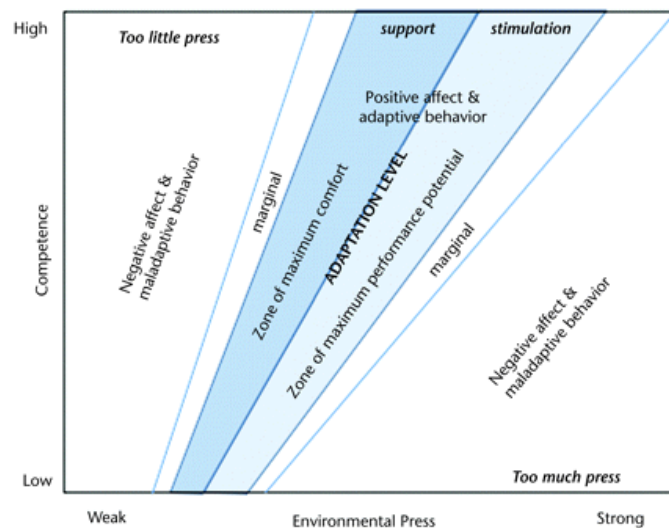 High
Too little press
support
stimulation
Positive affect &
adaptive behavior
Negative affect &
maladaptive behavior
marginal
Zone of maximum comfort
ADAPTATION LEVEL
Zone of maximum performance potential
marginal
Negative affect &
maladaptive behavior
Competence
Low
Too much press
Weak
Environmental Press
Strong